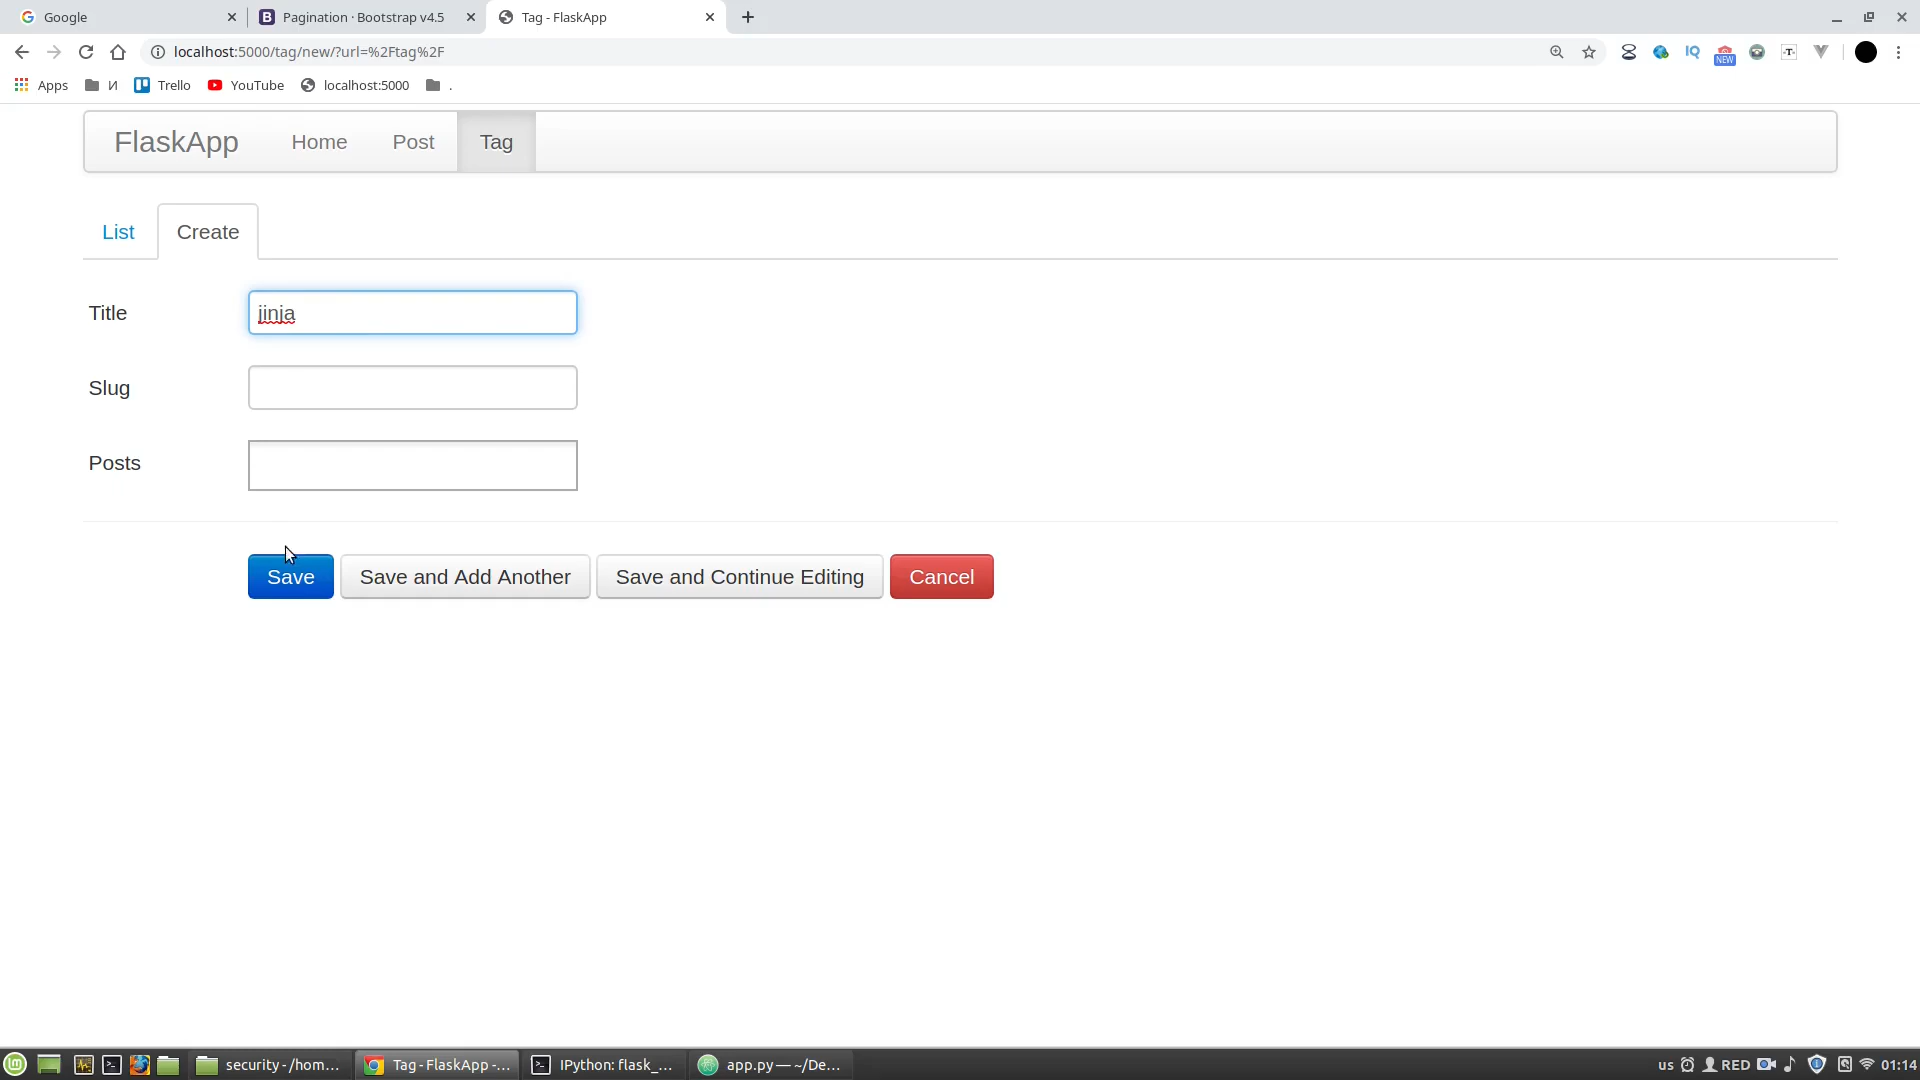 Google
Pagination · Bootstrap v4.5
Tag - FlaskApp
localhost:5000/tag/new/?url=%2Ftag%2F
IQ
NEW
Apps
И
Trello
YouTube
localhost:5000
.
FlaskApp
Home
Post
Tag
List
Create
Title
jinja
Slug
Posts
Save
Save and Add Another
Save and Continue Editing
Cancel
security - /hom...
Tag - FlaskApp -...
IPython: flask_...
app.py — ~/De...
us
RED
01:14